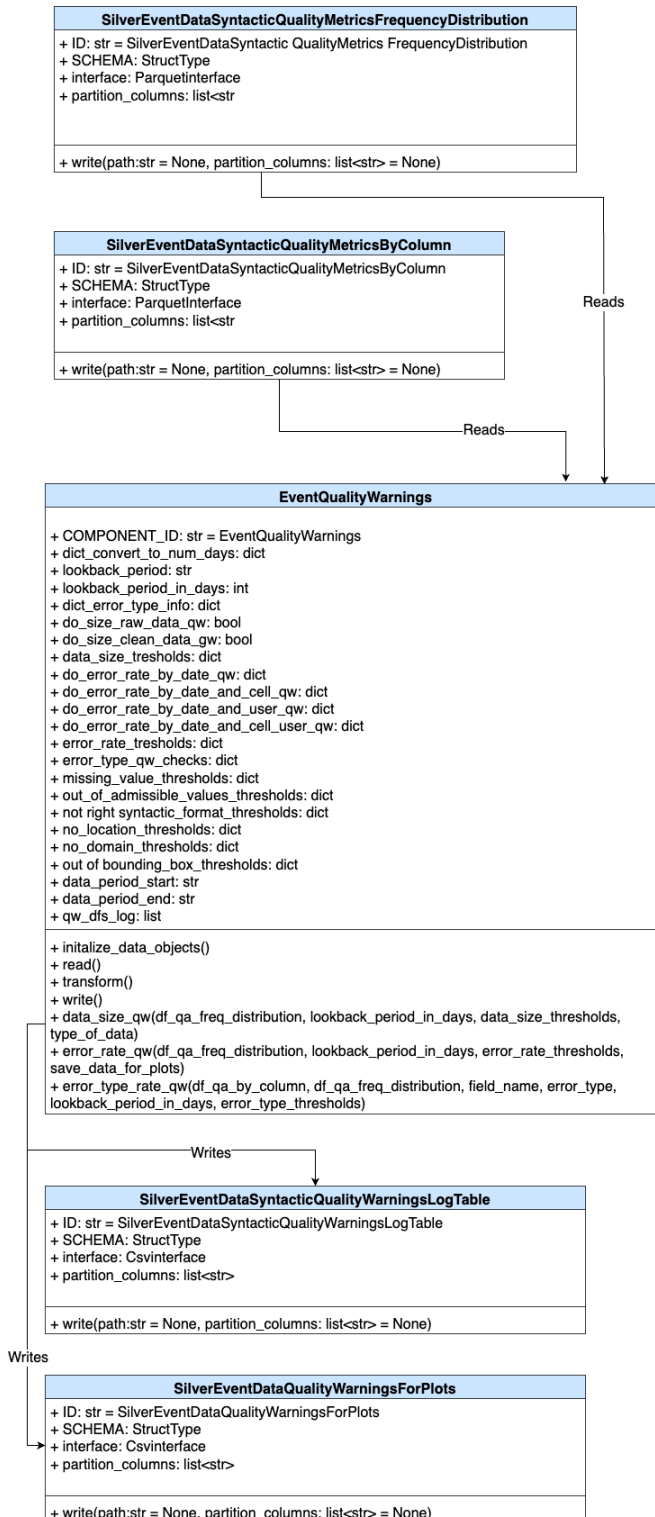 SilverEventDataSyntacticQualityMetricsFrequencyDistribution
+ ID: str = SilverEventDataSyntactic QualityMetrics FrequencyDistribution
+ SCHEMA: StructType
+ interface: Parquetinterface
+ partition_columns: list<str
+ write(path:str = None, partition_columns: list<str> = None)
SilverEventDataSyntacticQualityMetricsByColumn
+ ID: str = SilverEventDataSyntacticQualityMetricsByColumn
+ SCHEMA: StructType
+ interface: ParquetInterface
+ partition_columns: list<str
+ write(path:str = None, partition_columns: list<str> = None)
Reads
Reads
EventQualityWarnings
+ COMPONENT_ID: str = EventQualityWarnings
+ dict_convert_to_num_days: dict
+ lookback_period: str
+ lookback_period_in_days: int
+ dict_error_type_info: dict
+ do_size_raw_data_qw: bool
+ do_size_clean_data_gw: bool
+ data_size_tresholds: dict
+ do_error_rate_by_date_qw: dict
+ do_error_rate_by_date_and_cell_qw: dict
+ do_error_rate_by_date_and_user_qw: dict
+ do_error_rate_by_date_and_cell_user_qw: dict
+ error_rate_tresholds: dict
+ error_type_qw_checks: dict
+ missing_value_thresholds: dict
+ out_of_admissible_values_thresholds: dict
+ not right syntactic_format_thresholds: dict
+ no_location_thresholds: dict
+ no_domain_thresholds: dict
+ out of bounding_box_thresholds: dict
+ data_period_start: str
+ data_period_end: str
+ qw_dfs_log: list
+ initalize_data_objects()
+ read()
+ transform()
+ write()
+ data_size_qw(df_qa_freq_distribution, lookback_period_in_days, data_size_thresholds,
type_of_data)
+ error_rate_qw(df_qa_freq_distribution, lookback_period_in_days, error_rate_thresholds,
save_data_for_plots)
+ error_type_rate_qw(df_qa_by_column, df_qa_freq_distribution, field_name, error_type,
lookback_period_in_days, error_type_thresholds)
Writes
SilverEventDataSyntacticQualityWarningsLogTable
+ ID: str = SilverEventDataSyntacticQualityWarningsLogTable
+ SCHEMA: StructType
+ interface: Csvinterface
+ partition_columns: list<str>
+ write(path:str = None, partition_columns: list<str> = None)
Writes
SilverEventDataQualityWarningsForPlots
+ ID: str = SilverEventDataQualityWarningsForPlots
+ SCHEMA: StructType
+ interface: Csvinterface
+ partition_columns: list<str>
+ write(path:str = None, partition_columns: list<str> = None)